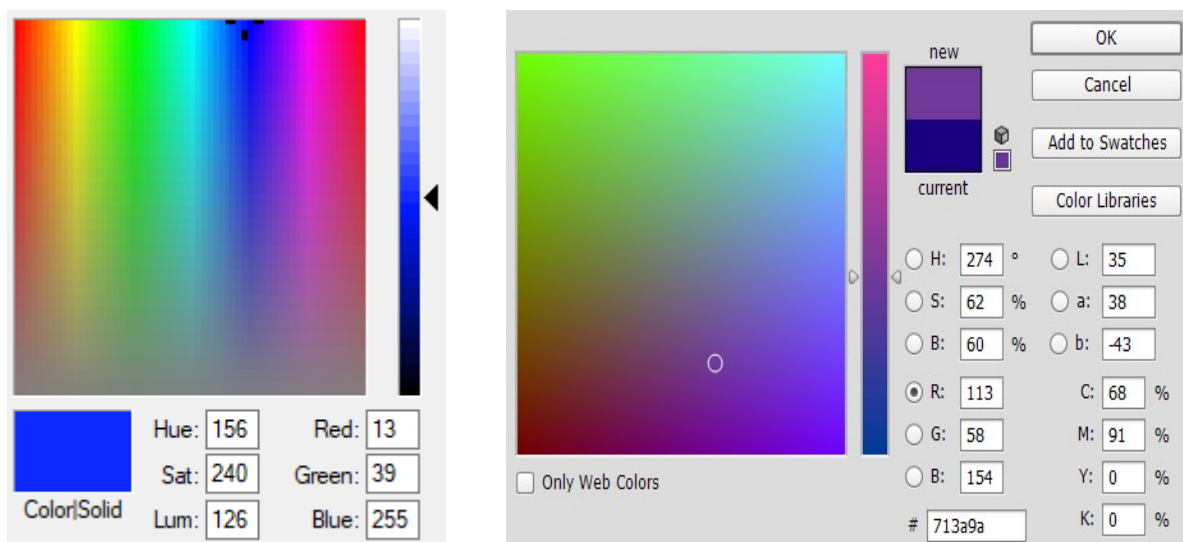 Hue: 156 Red: 13
Sat: 240 Green: 39
Color|Solid Lum: 126 Blue: 255
new
current
OK
Cancel
Add to Swatches
Color Libraries
H: 274 ° L: 35
S: 62 % a: 38
B: 60 % b: -43
R: 113 C: 68 %
G: 58 M: 91 %
B: 154 Y: 0 %
# 713a9a K: 0 %
Only Web Colors